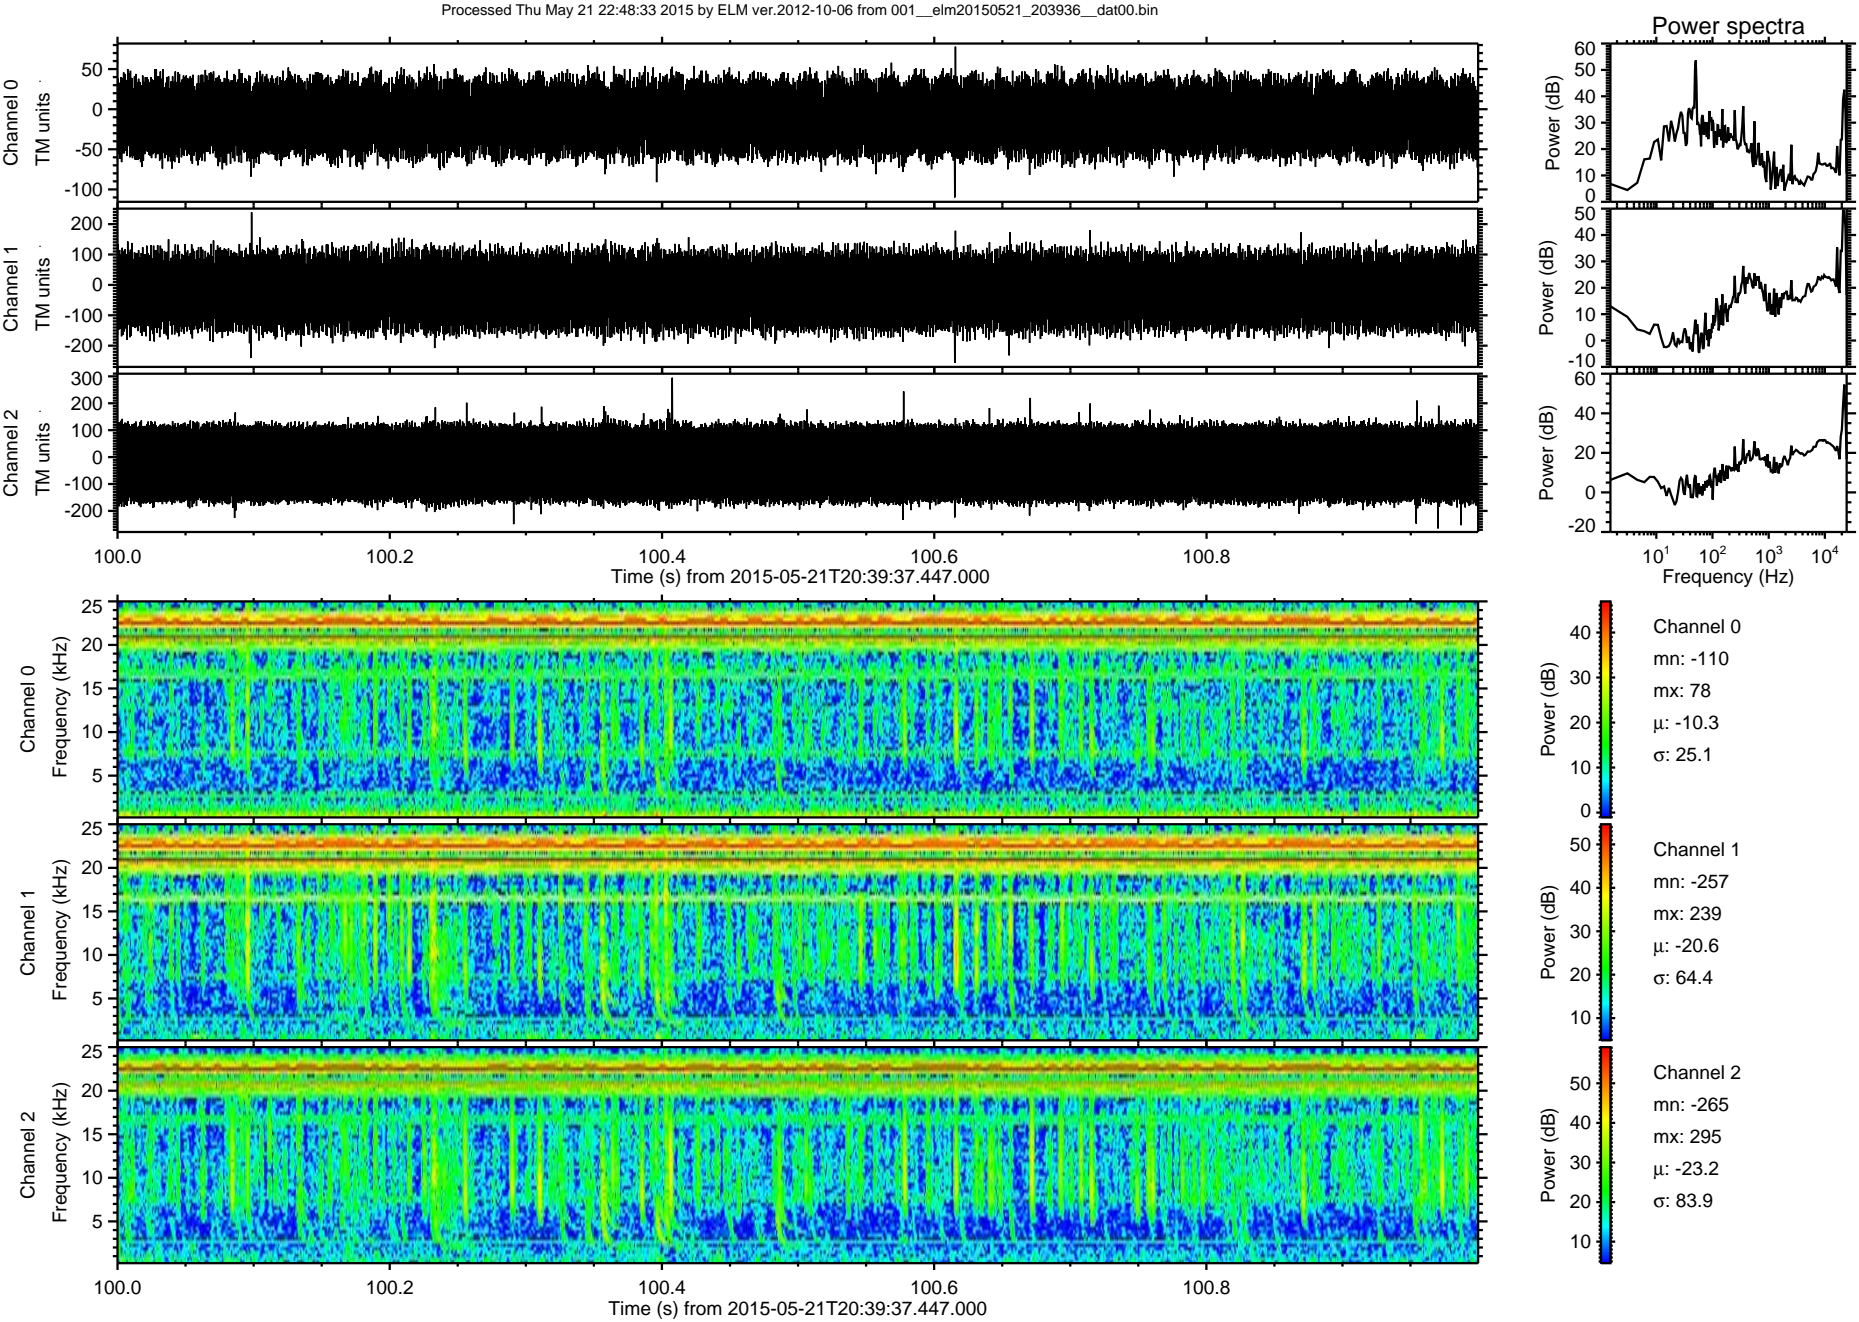 Processed Thu May 21 22:48:33 2015 by ELM ver.2012-10-06 from 001__elm20150521_203936__dat00.bin
Power spectra
Channel 0
TM units
50
0
-50
-100
Power (dB)
60
50
40
30
20
10
0
Channel 1
TM units
200
100
0
-100
-200
Power (dB)
50
40
30
20
10
0
-10
Channel 2
TM units
300
200
100
0
-100
-200
Power (dB)
60
40
20
0
-20
100.0 100.2 100.4 100.6 100.8
Time (s) from 2015-05-21T20:39:37.447.000
10^1 10^2 10^3 10^4
Frequency (Hz)
Channel 0
Frequency (kHz)
25
20
15
10
5
Power (dB)
40
30
20
10
0
Channel 0
mn: -110
mx: 78
μ: -10.3
σ: 25.1
Channel 1
Frequency (kHz)
25
20
15
10
5
Power (dB)
50
40
30
20
10
Channel 1
mn: -257
mx: 239
μ: -20.6
σ: 64.4
Channel 2
Frequency (kHz)
25
20
15
10
5
Power (dB)
50
40
30
20
10
Channel 2
mn: -265
mx: 295
μ: -23.2
σ: 83.9
100.0 100.2 100.4 100.6 100.8
Time (s) from 2015-05-21T20:39:37.447.000